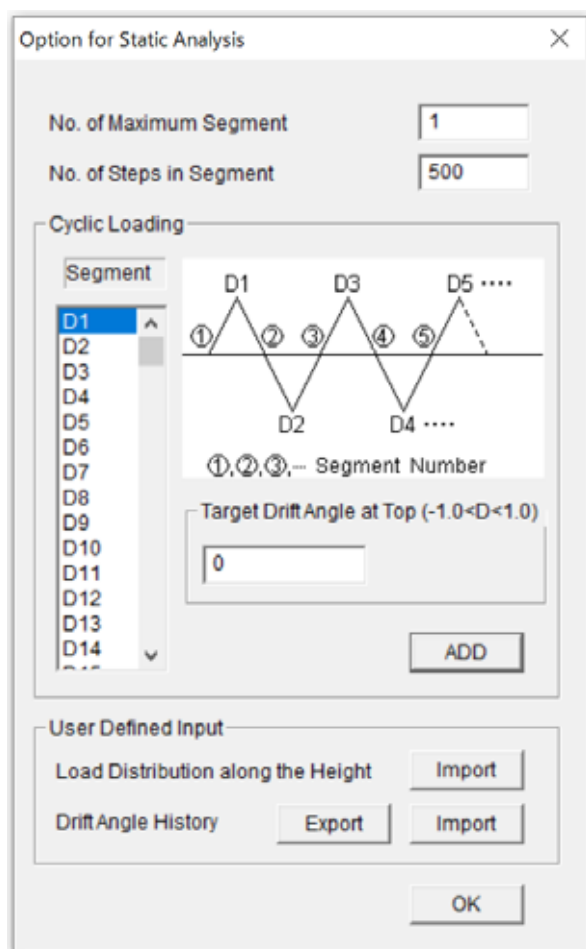 Option for Static Analysis
No. of Maximum Segment 1
No. of Steps in Segment 500
Cyclic Loading
Segment
D1
D2
D3
D4
D5
D6
D7
D8
D9
D10
D11
D12
D13
D14
D1 D3 D5 ····
① ② ③ ④ ⑤
D2 D4 ····
①,②,③,··· Segment Number
Target Drift Angle at Top (-1.0<D<1.0)
0
ADD
User Defined Input
Load Distribution along the Height Import
Drift Angle History Export Import
OK